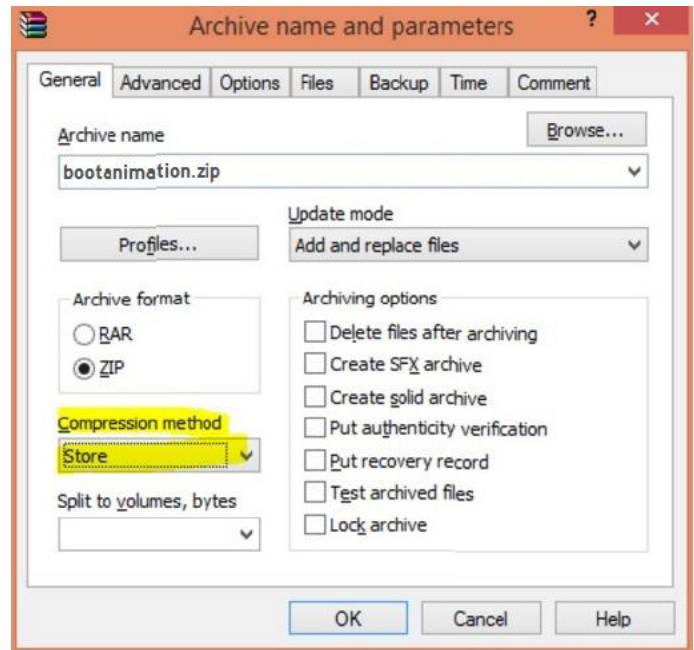 Archive name and parameters ?
General Advanced Options Files Backup Time Comment
Archive name
Browse...
bootanimation.zip
Update mode
Profiles...
Add and replace files
Archive format
RAR
ZIP
Compression method
Store
Split to volumes, bytes
Archiving options
Delete files after archiving
Create SFX archive
Create solid archive
Put authenticity verification
Put recovery record
Test archived files
Lock archive
OK Cancel Help